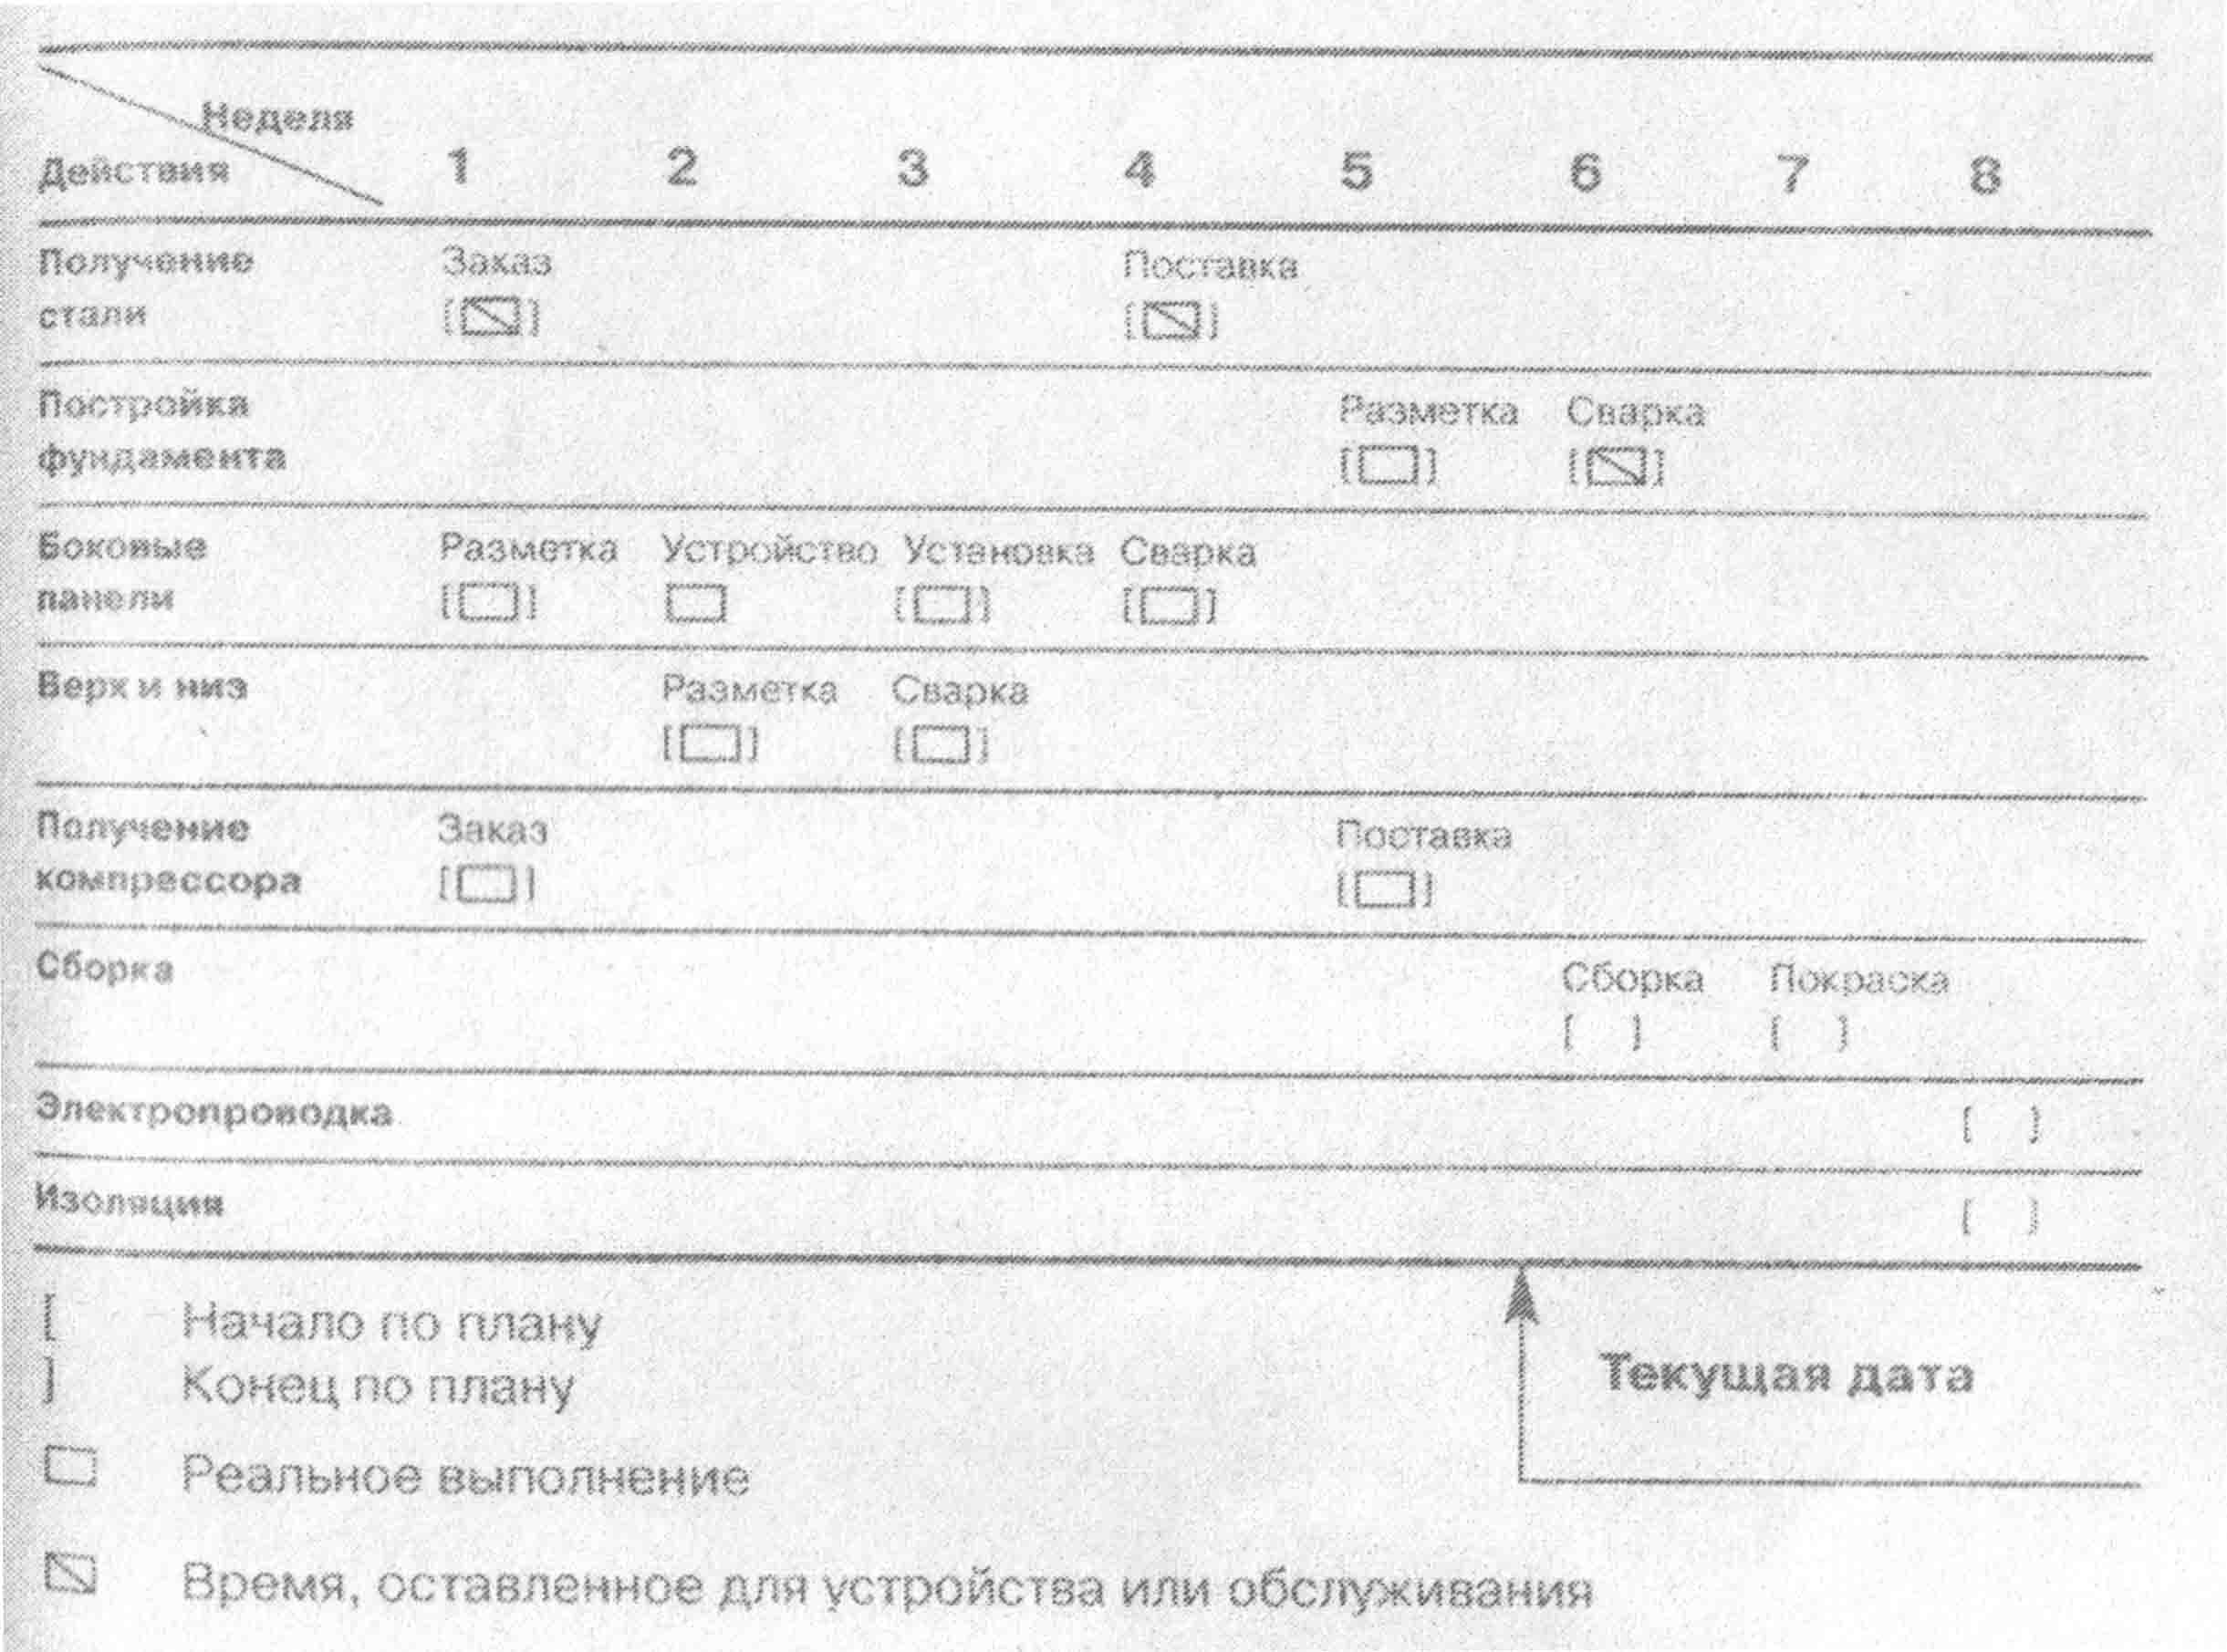 Неделя
Действия 1 2 3 4 5 6 7 8
Получение Заказ Поставка
стали [ ] [ ]
Постройка Разметка Сварка
фундамента [ ] [ ]
Боковые Разметка Устройство Установка Сварка
панели [ ] [ ] [ ]
Верх и низ Разметка Сварка
[ ] [ ]
Получение Заказ Поставка
компрессора [ ] [ ]
Сборка Сборка Покраска
[ ] [ ]
Электропроводка [ ]
Изоляция [ ]
[ Начало по плану
] Конец по плану
Текущая дата
Реальное выполнение
Время, оставленное для устройства или обслуживания